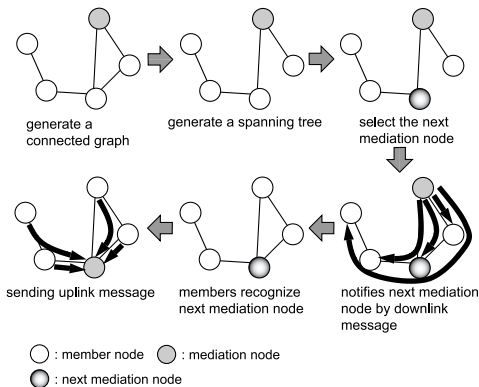 generate a
connected graph
generate a spanning tree
select the next
mediation node
sending uplink message
members recognize
next mediation node
notifies next mediation
node by downlink
message
: member node
: mediation node
: next mediation node